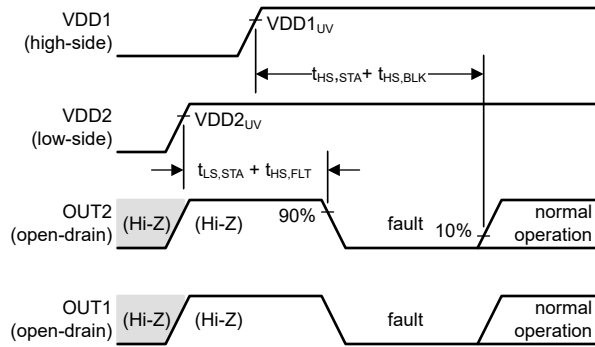 VDD1
(high-side)
VDD1UV
tHS,STA+ tHS,BLK
VDD2
(low-side)
VDD2UV
tLS,STA + tHS,FLT
OUT2
(open-drain)
(Hi-Z)
(Hi-Z)
90%
fault
10%
normal
operation
OUT1
(open-drain)
(Hi-Z)
(Hi-Z)
fault
normal
operation